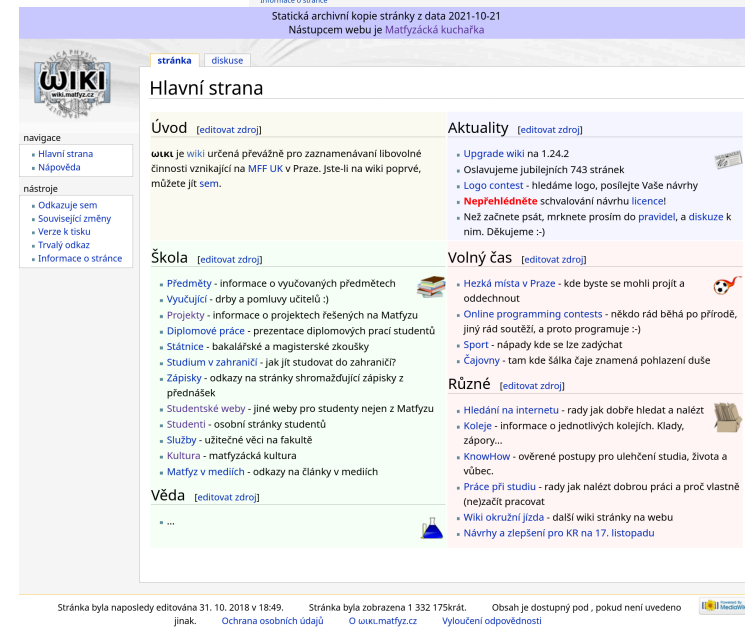 Informace o stránce
Statická archivní kopie stránky z data 2021-10-21
Nástupcem webu je Matfyzácká kuchařka
ωικι
wiki.matfyz.cz
stránka
diskuse
Hlavní strana
navigace
Hlavní strana
Nápověda
nástroje
Odkazuje sem
Související změny
Verze k tisku
Trvalý odkaz
Informace o stránce
Úvod [editovat zdroj]
ωικι je wiki určená převážně pro zaznamenávaní libovolné
činnosti vznikající na MFF UK v Praze. Jste-li na wiki poprvé,
můžete jít sem.
Aktuality [editovat zdroj]
Upgrade wiki na 1.24.2
Oslavujeme jubilejních 743 stránek
Logo contest - hledáme logo, posílejte Vaše návrhy
Nepřehlédněte schvalování návrhu licence!
Než začnete psát, mrknete prosím do pravidel, a diskuze k
nim. Děkujeme :-)
Škola [editovat zdroj]
Předměty - informace o vyučovaných předmětech
Vyučující - drby a pomluvy učitelů :)
Projekty - informace o projektech řešených na Matfyzu
Diplomové práce - prezentace diplomových prací studentů
Státnice - bakalářské a magisterské zkoušky
Studium v zahraničí - jak jít studovat do zahraničí?
Zápisky - odkazy na stránky shromažďující zápisky z
přednášek
Studentské weby - jiné weby pro studenty nejen z Matfyzu
Studenti - osobní stránky studentů
Služby - užitečné věci na fakultě
Kultura - matfyzácká kultura
Matfyz v mediích - odkazy na články v mediích
Věda [editovat zdroj]
...
Volný čas [editovat zdroj]
Hezká místa v Praze - kde byste se mohli projít a
oddechnout
Online programming contests - někdo rád běhá po přírodě,
jiný rád soutěží, a proto programuje :-)
Sport - nápady kde se lze zadýchat
Čajovny - tam kde šálka čaje znamená pohlazení duše
Různé [editovat zdroj]
Hledání na internetu - rady jak dobře hledat a nalézt
Koleje - informace o jednotlivých kolejích. Klady,
zápory...
KnowHow - ověrené postupy pro ulehčení studia, života a
vůbec.
Práce při studiu - rady jak nalézt dobrou práci a proč vlastně
(ne)začít pracovat
Wiki okružní jízda - další wiki stránky na webu
Návrhy a zlepšení pro KR na 17. listopadu
Stránka byla naposledy editována 31. 10. 2018 v 18:49. Stránka byla zobrazena 1 332 175krát. Obsah je dostupný pod , pokud není uvedeno
jinak. Ochrana osobních údajů O ωικι.matfyz.cz Vyloučení odpovědnosti